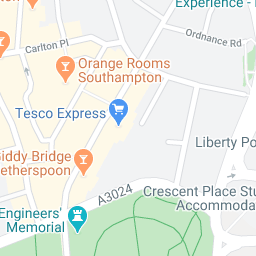 Experience -
Ordnance Rd
Carlton Pl
Orange Rooms
Southampton
Tesco Express
Liberty Po
iddy Bridge
etherspoon
A3024
Crescent Place Stu
Accommoda
Engineers'
Memorial